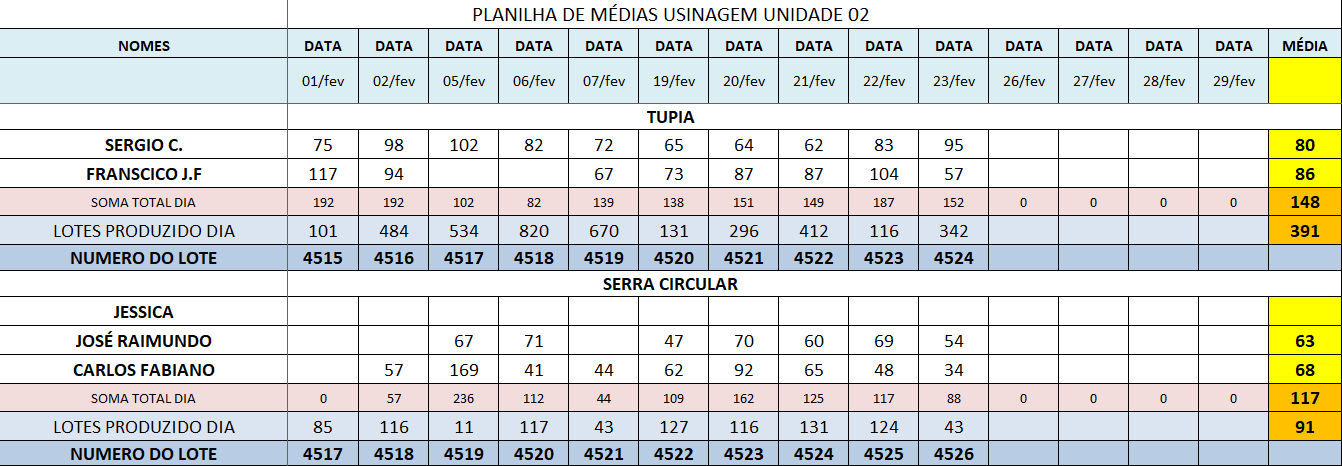 PLANILHA DE MÉDIAS USINAGEM UNIDADE 02
NOMES DATA DATA DATA DATA DATA DATA DATA DATA DATA DATA DATA DATA DATA DATA MÉDIA
01/fev 02/fev 05/fev 06/fev 07/fev 19/fev 20/fev 21/fev 22/fev 23/fev 26/fev 27/fev 28/fev 29/fev
TUPIA
SERGIO C. 75 98 102 82 72 65 64 62 83 95 80
FRANSCICO J.F 117 94 67 73 87 87 104 57 86
SOMA TOTAL DIA 192 192 102 82 139 138 151 149 187 152 0 0 0 0 148
LOTES PRODUZIDO DIA 101 484 534 820 670 131 296 412 116 342 391
NUMERO DO LOTE 4515 4516 4517 4518 4519 4520 4521 4522 4523 4524
SERRA CIRCULAR
JESSICA
JOSÉ RAIMUNDO 67 71 47 70 60 69 54 63
CARLOS FABIANO 57 169 41 44 62 92 65 48 34 68
SOMA TOTAL DIA 0 57 236 112 44 109 162 125 117 88 0 0 0 0 117
LOTES PRODUZIDO DIA 85 116 11 117 43 127 116 131 124 43 91
NUMERO DO LOTE 4517 4518 4519 4520 4521 4522 4523 4524 4525 4526